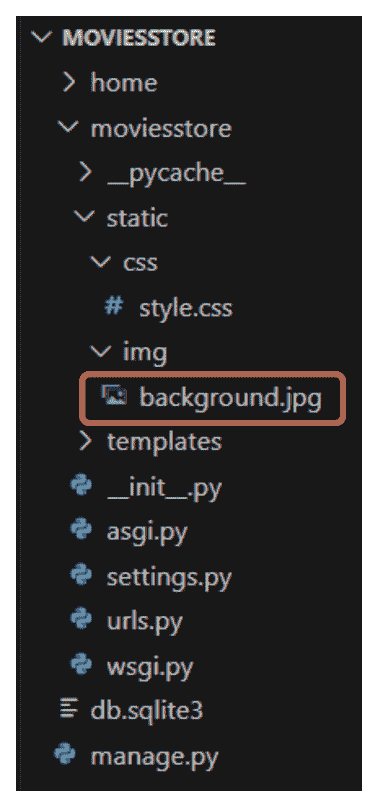 MOVIESSTORE
home
moviesstore
__pycache__
static
css
# style.css
img
background.jpg
templates
__init__.py
asgi.py
settings.py
urls.py
wsgi.py
db.sqlite3
manage.py